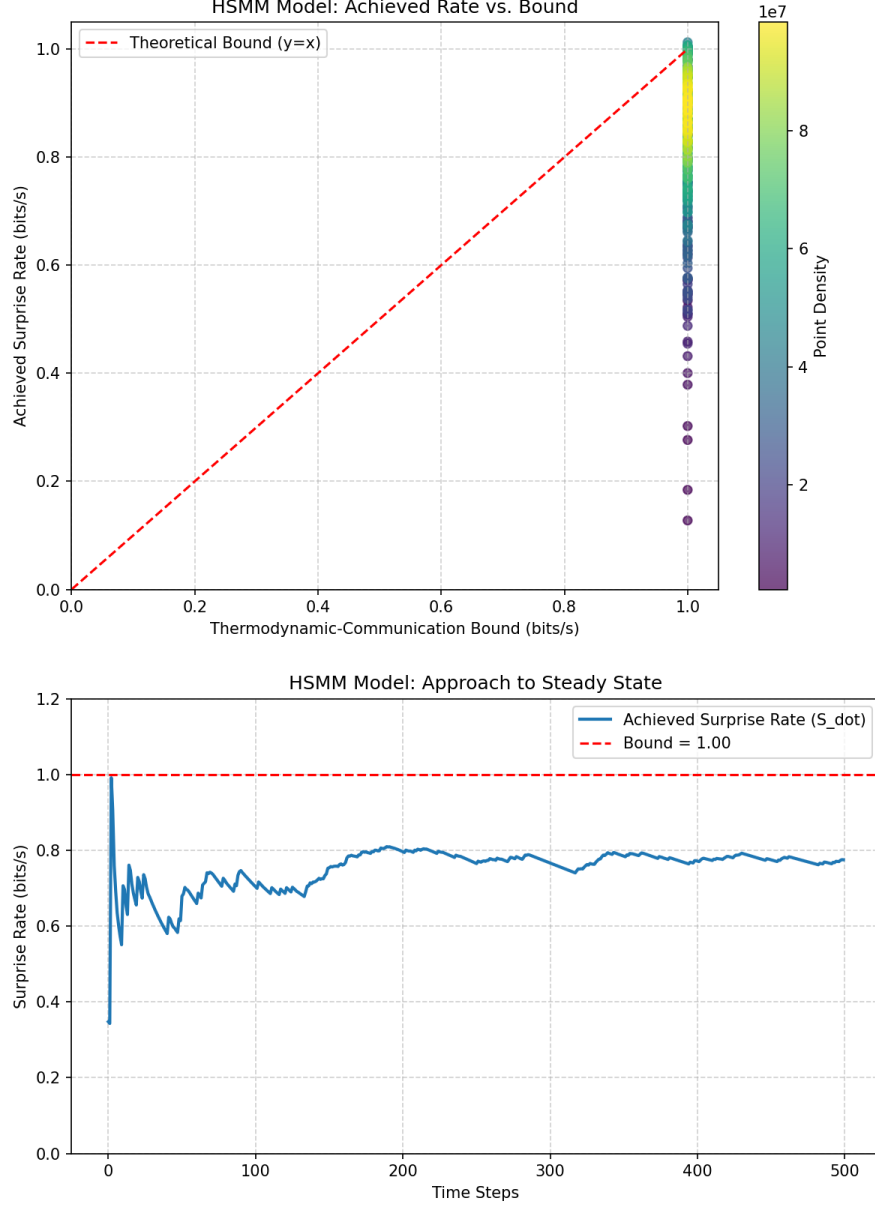 HSMM Model: Achieved Rate vs. Bound
1e7
Theoretical Bound (y=x)
1.0
0.8
0.6
0.4
0.2
0.0
Achieved Surprise Rate (bits/s)
0.0 0.2 0.4 0.6 0.8 1.0
Thermodynamic-Communication Bound (bits/s)
8
6
4
2
Point Density
HSMM Model: Approach to Steady State
Achieved Surprise Rate (S_dot)
Bound = 1.00
1.2
1.0
0.8
0.6
0.4
0.2
0.0
Surprise Rate (bits/s)
0 100 200 300 400 500
Time Steps